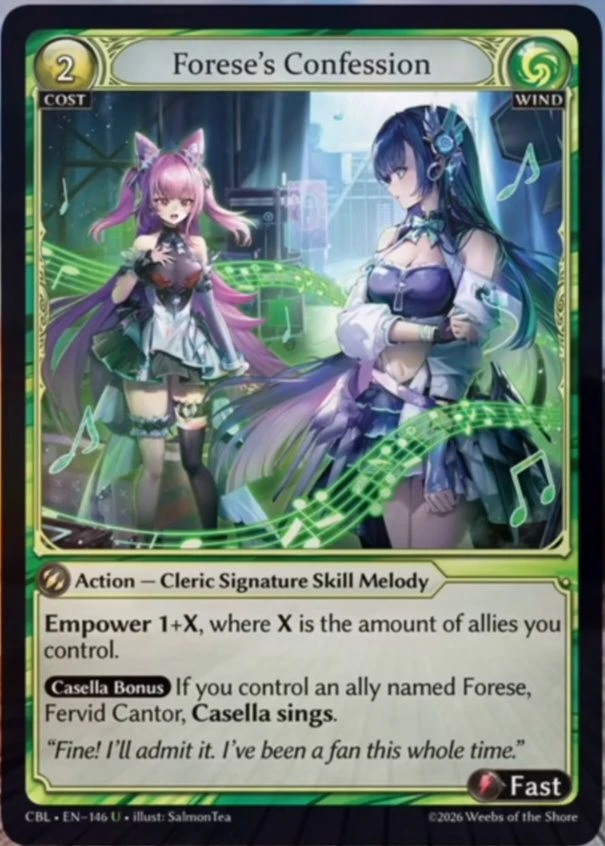 2
COST
Forese's Confession
WIND
Action — Cleric Signature Skill Melody
Empower 1+X, where X is the amount of allies you
control.
Casella Bonus If you control an ally named Forese,
Fervid Cantor, Casella sings.
"Fine! I'll admit it. I've been a fan this whole time."
Fast
CBL • EN–146 U • illust: SalmonTea
©2026 Weebs of the Shore